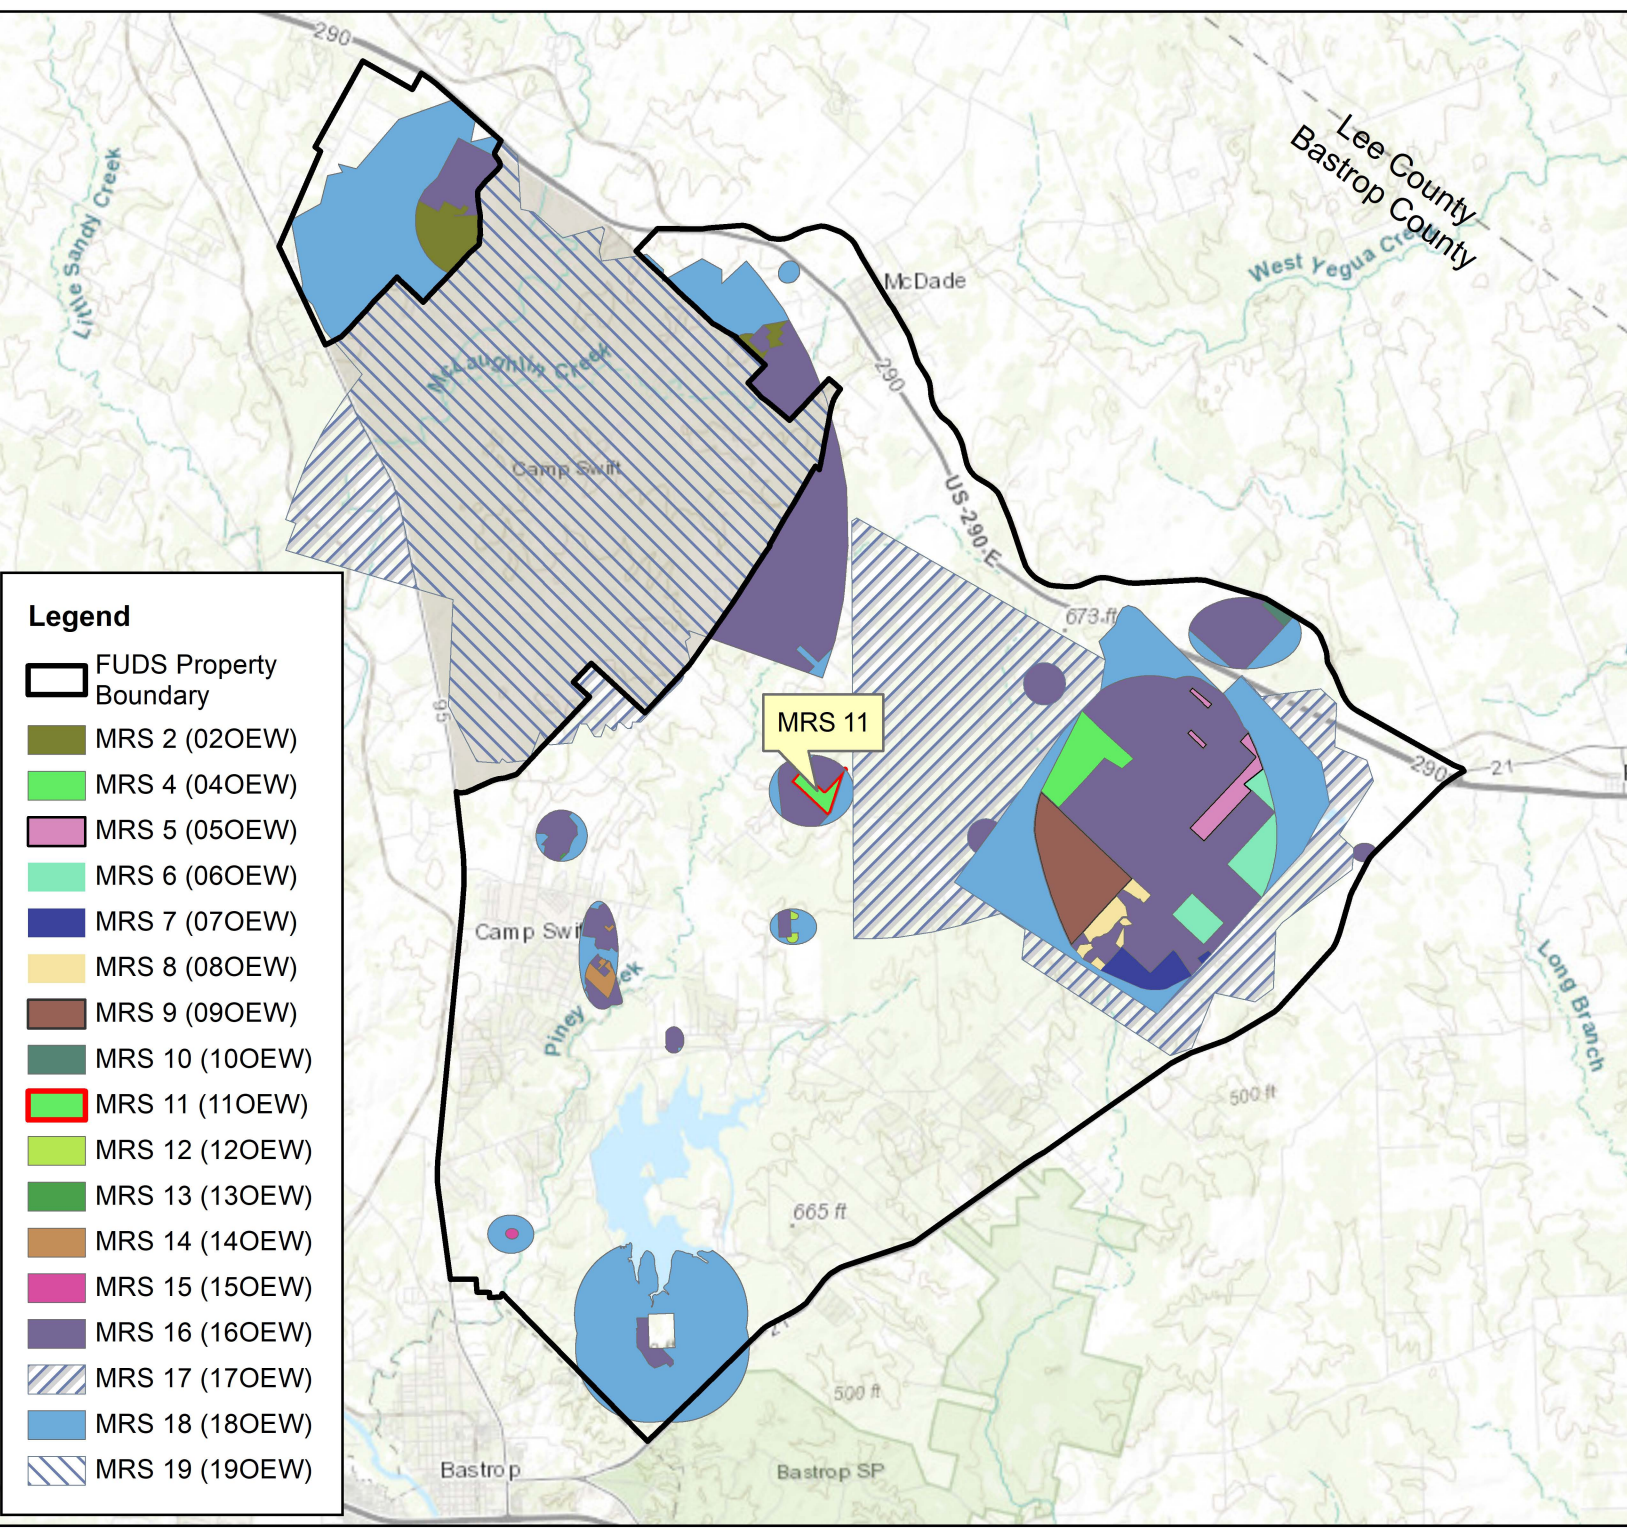 290
Lee County
Bastrop County
Little Sandy Creek
West Yegua Creek
McDade
McLaughlin Creek
290
Camp Swift
US-290 E
673 ft
95
MRS 11
290
21
Camp Swif
Piney
ek
Long Branch
500 ft
665 ft
21
500 ft
Bastrop
Bastrop SP
Legend
FUDS Property
Boundary
MRS 2 (02OEW)
MRS 4 (04OEW)
MRS 5 (05OEW)
MRS 6 (06OEW)
MRS 7 (07OEW)
MRS 8 (08OEW)
MRS 9 (09OEW)
MRS 10 (10OEW)
MRS 11 (11OEW)
MRS 12 (12OEW)
MRS 13 (13OEW)
MRS 14 (14OEW)
MRS 15 (15OEW)
MRS 16 (16OEW)
MRS 17 (17OEW)
MRS 18 (18OEW)
MRS 19 (19OEW)